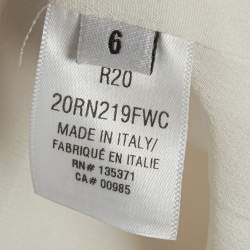 6
R20
20RN219FWC
MADE IN ITALY/
FABRIQUÉ EN ITALIE
RN# 135371
CA# 00985